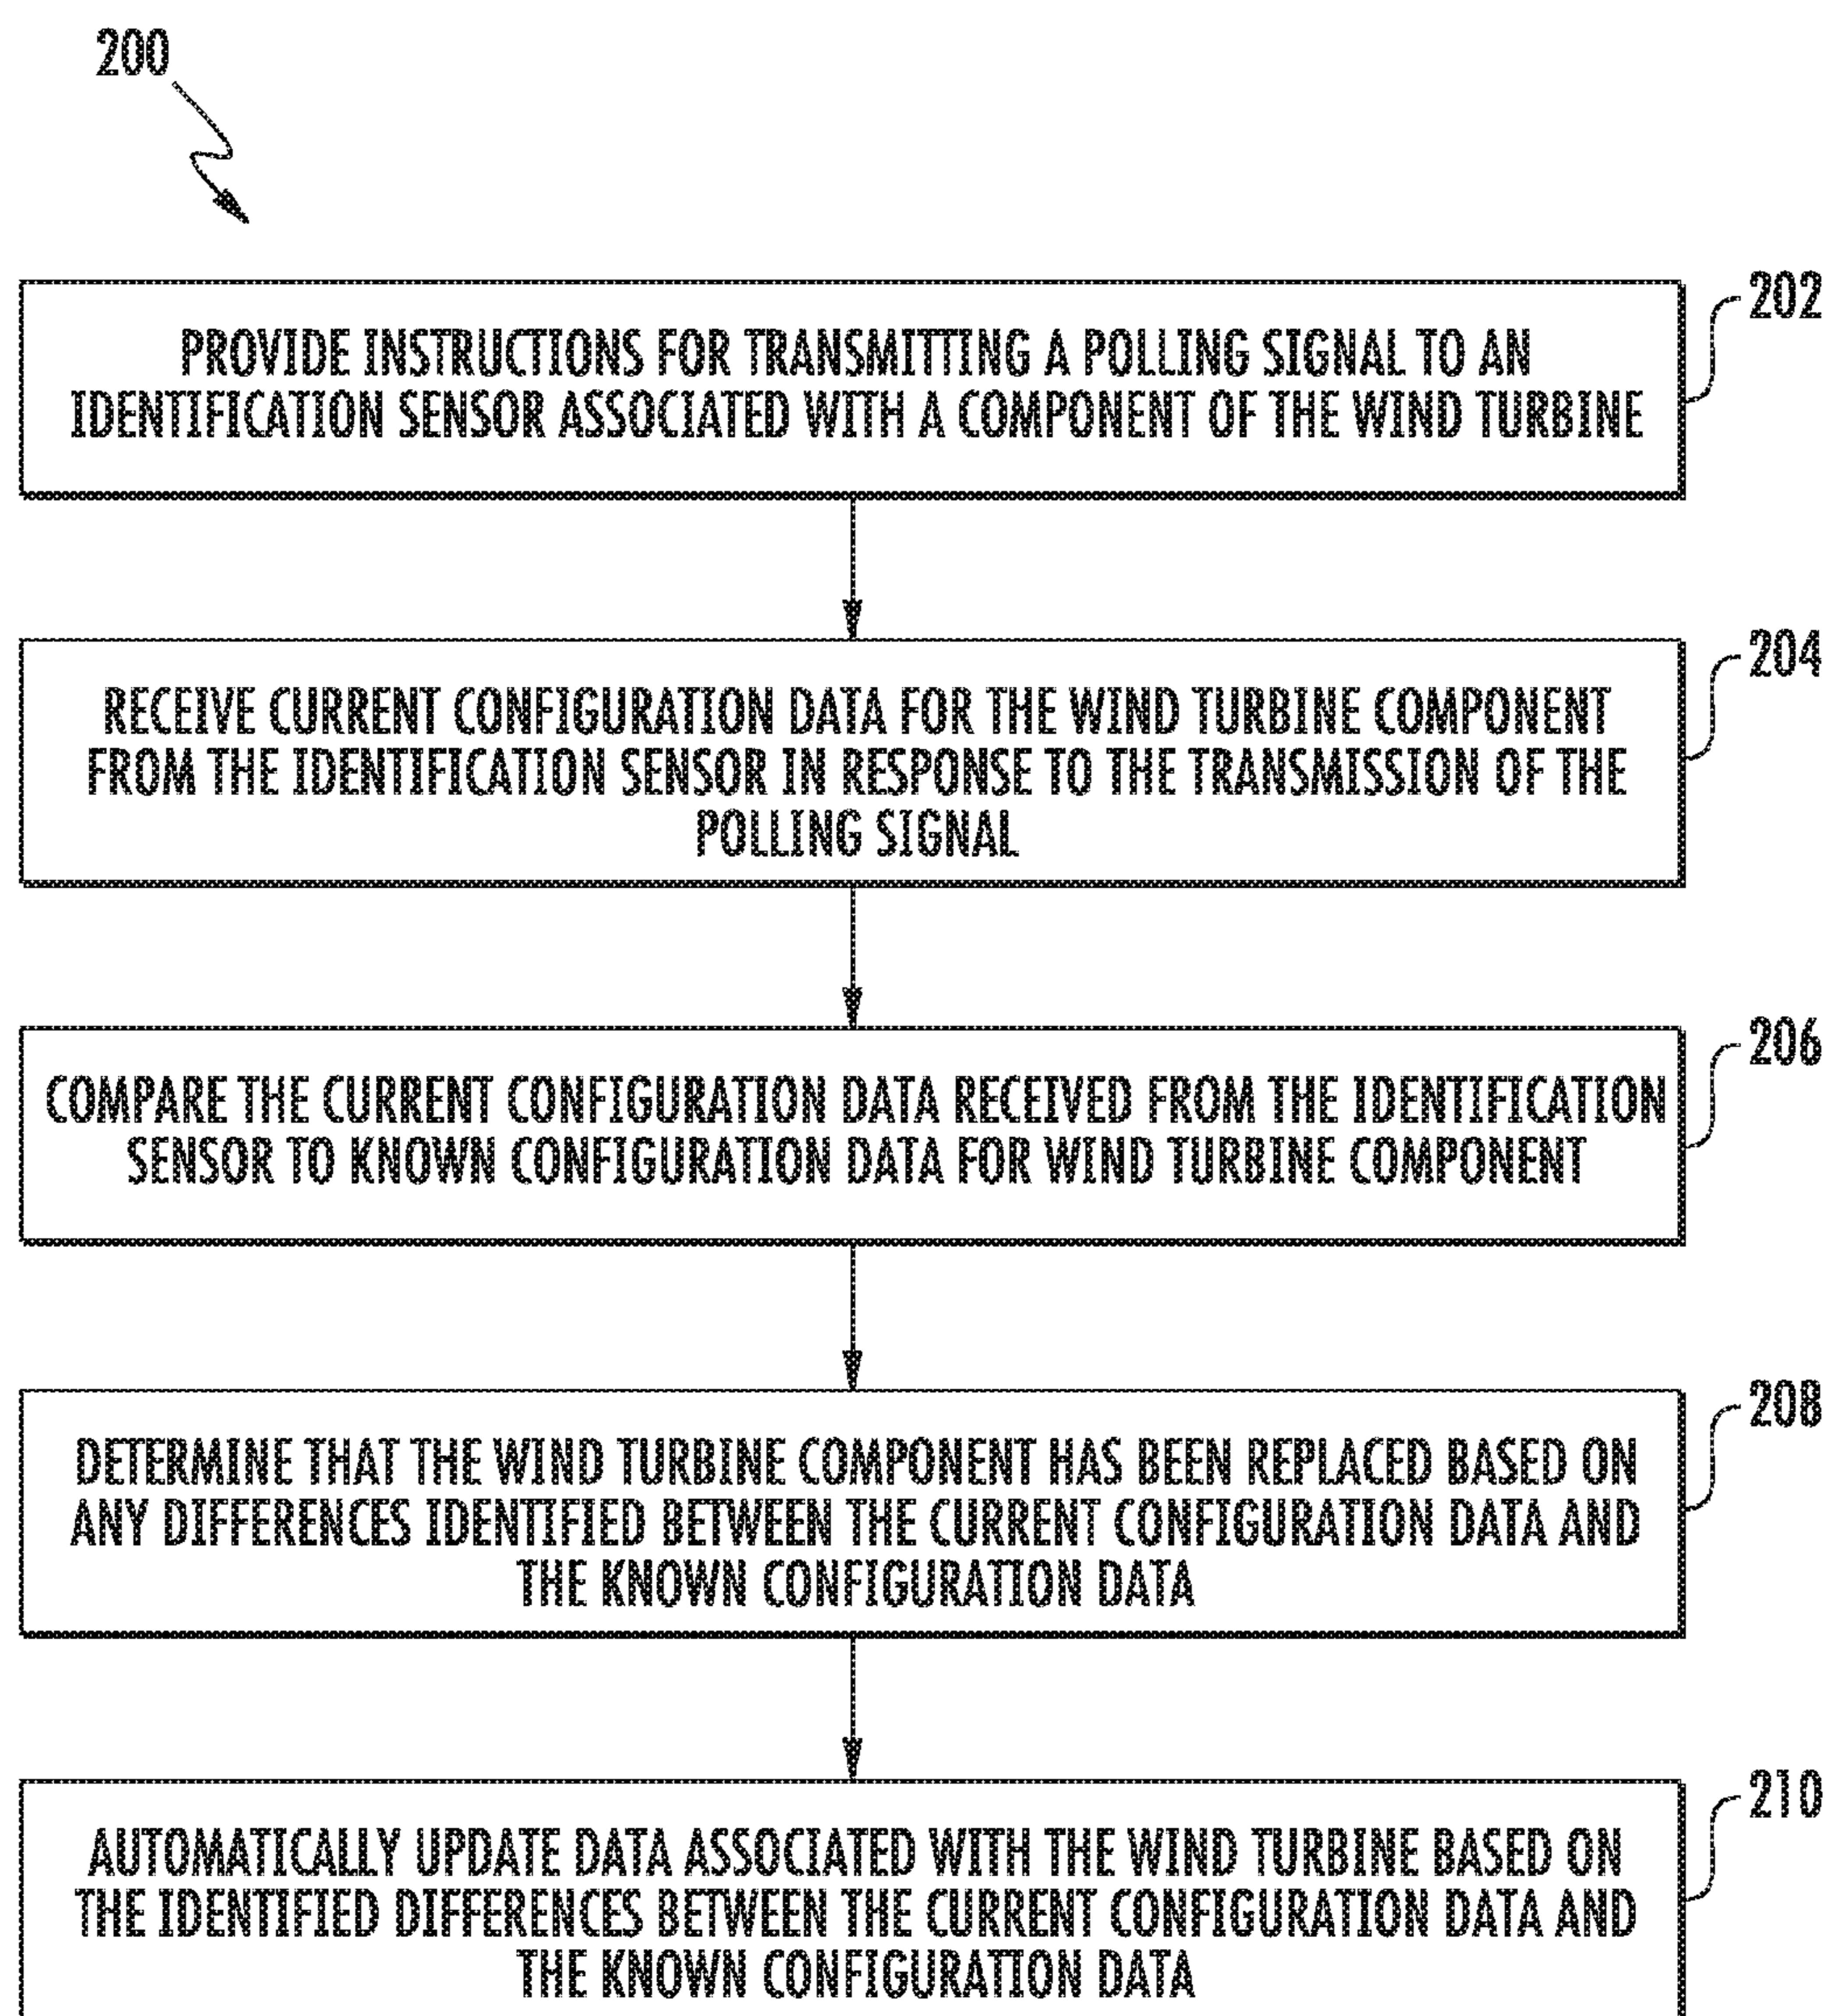 200
202
PROVIDE INSTRUCTIONS FOR TRANSMITTING A POLLING SIGNAL TO AN
IDENTIFICATION SENSOR ASSOCIATED WITH A COMPONENT OF THE WIND TURBINE
204
RECEIVE CURRENT CONFIGURATION DATA FOR THE WIND TURBINE COMPONENT
FROM THE IDENTIFICATION SENSOR IN RESPONSE TO THE TRANSMISSION OF THE
POLLING SIGNAL
206
COMPARE THE CURRENT CONFIGURATION DATA RECEIVED FROM THE IDENTIFICATION
SENSOR TO KNOWN CONFIGURATION DATA FOR WIND TURBINE COMPONENT
208
DETERMINE THAT THE WIND TURBINE COMPONENT HAS BEEN REPLACED BASED ON
ANY DIFFERENCES IDENTIFIED BETWEEN THE CURRENT CONFIGURATION DATA AND
THE KNOWN CONFIGURATION DATA
210
AUTOMATICALLY UPDATE DATA ASSOCIATED WITH THE WIND TURBINE BASED ON
THE IDENTIFIED DIFFERENCES BETWEEN THE CURRENT CONFIGURATION DATA AND
THE KNOWN CONFIGURATION DATA